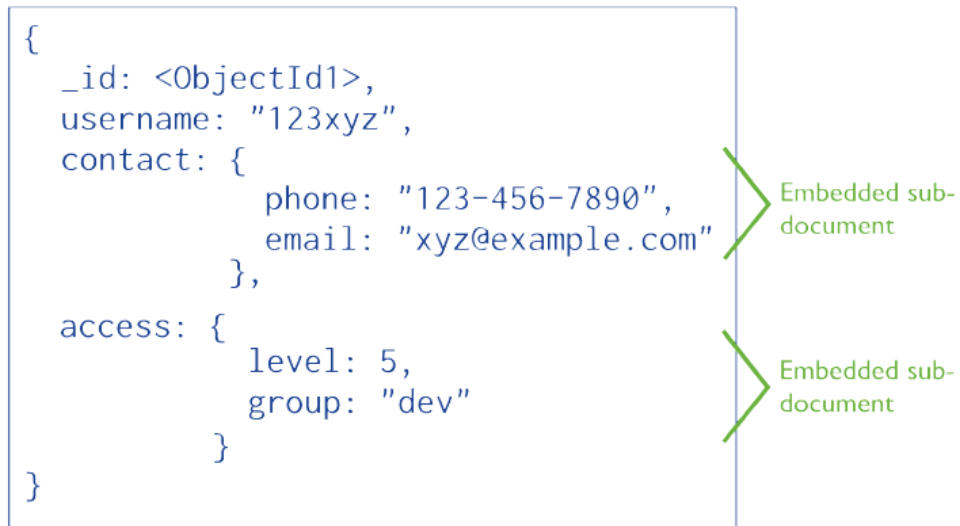 {
_id: <ObjectId1>,
username: "123xyz",
contact: {
phone: "123-456-7890",
email: "xyz@example.com"
},
access: {
level: 5,
group: "dev"
}
}
Embedded sub-
document
Embedded sub-
document